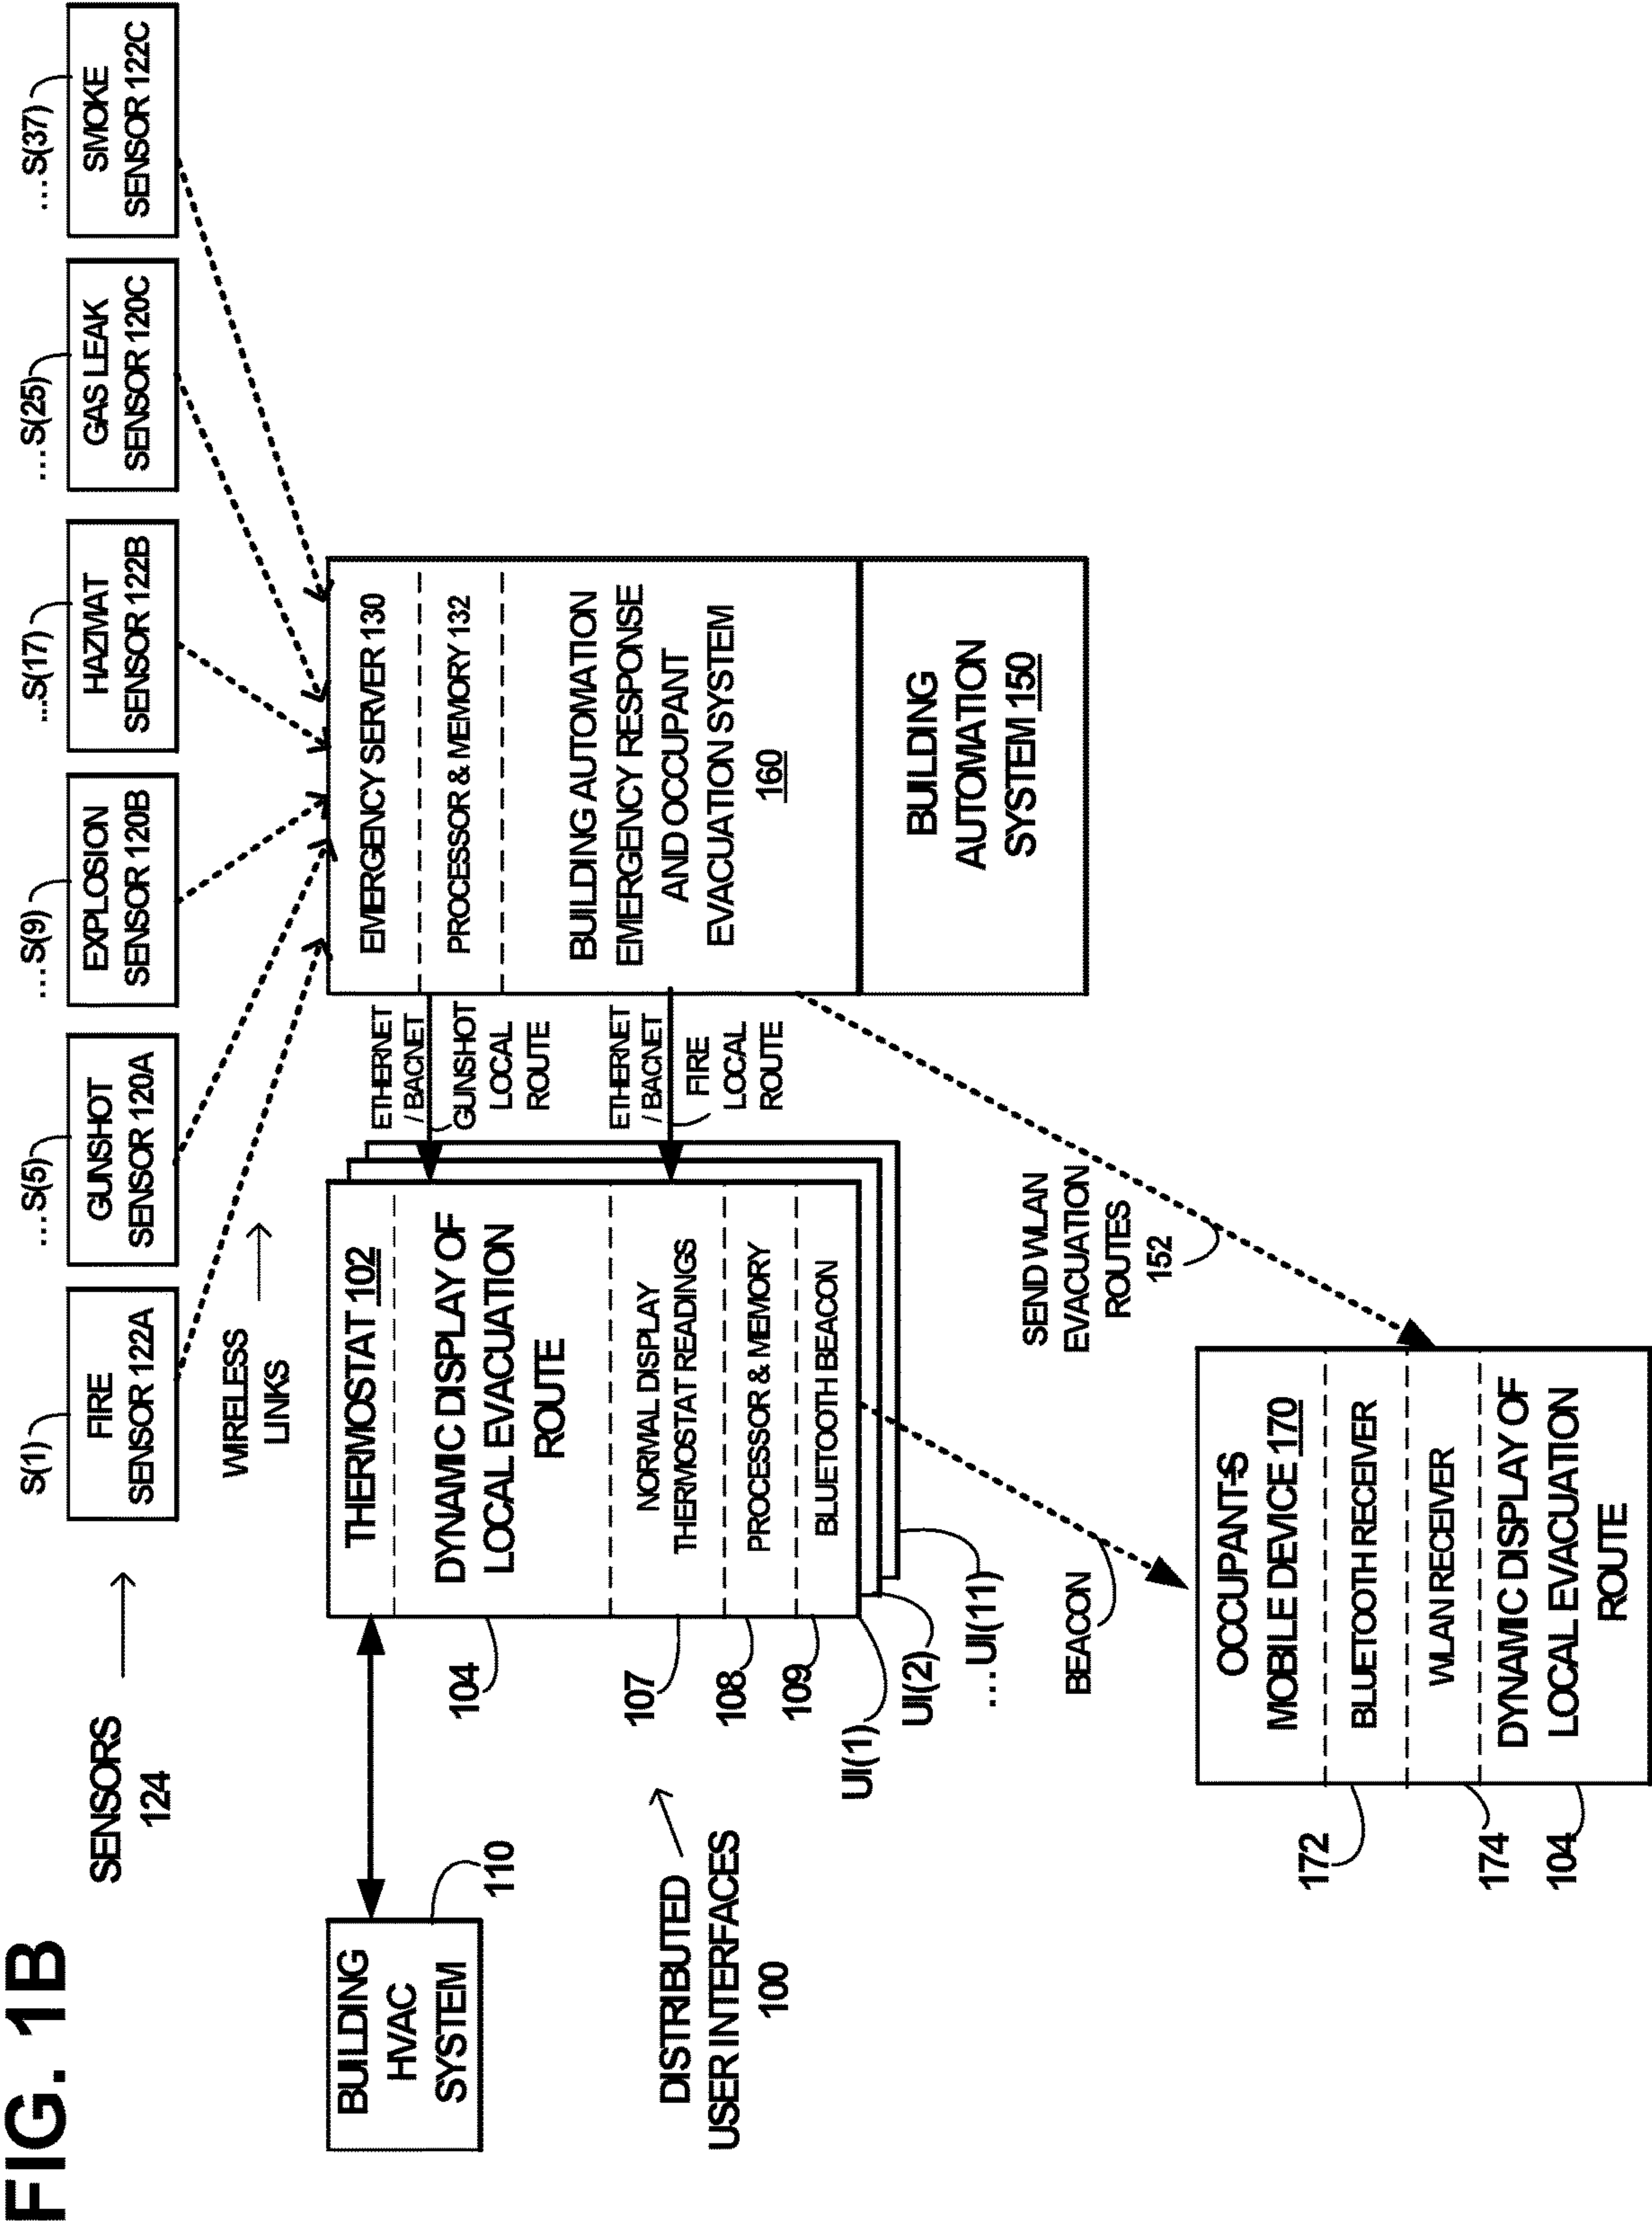 FIG. 1B
SENSORS
124
S(1)
FIRE
SENSOR 122A
...S(5)
GUNSHOT
SENSOR 120A
...S(9)
EXPLOSION
SENSOR 120B
...S(17)
HAZMAT
SENSOR 122B
...S(25)
GAS LEAK
SENSOR 120C
...S(37)
SMOKE
SENSOR 122C
WIRELESS
LINKS
BUILDING
HVAC
SYSTEM
110
THERMOSTAT 102
DYNAMIC DISPLAY OF
LOCAL EVACUATION
ROUTE
NORMAL DISPLAY
THERMOSTAT READINGS
PROCESSOR & MEMORY
BLUETOOTH BEACON
104
107
108
109
UI(1)
UI(2)
...UI(11)
DISTRIBUTED
USER INTERFACES
100
ETHERNET
/ BACNET
GUNSHOT
LOCAL
ROUTE
ETHERNET
/ BACNET
FIRE
LOCAL
ROUTE
EMERGENCY SERVER 130
PROCESSOR & MEMORY 132
BUILDING AUTOMATION
EMERGENCY RESPONSE
AND OCCUPANT
EVACUATION SYSTEM
160
BUILDING
AUTOMATION
SYSTEM 150
SEND WLAN
EVACUATION
ROUTES
152
BEACON
OCCUPANT-S
MOBILE DEVICE 170
BLUETOOTH RECEIVER
WLAN RECEIVER
DYNAMIC DISPLAY OF
LOCAL EVACUATION
ROUTE
172
174
104